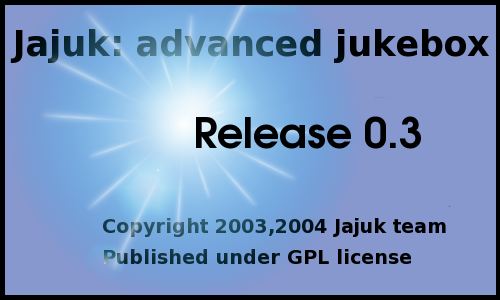 Jajuk: advanced jukebox
Release 0.3
Copyright 2003,2004 Jajuk team
Published under GPL license